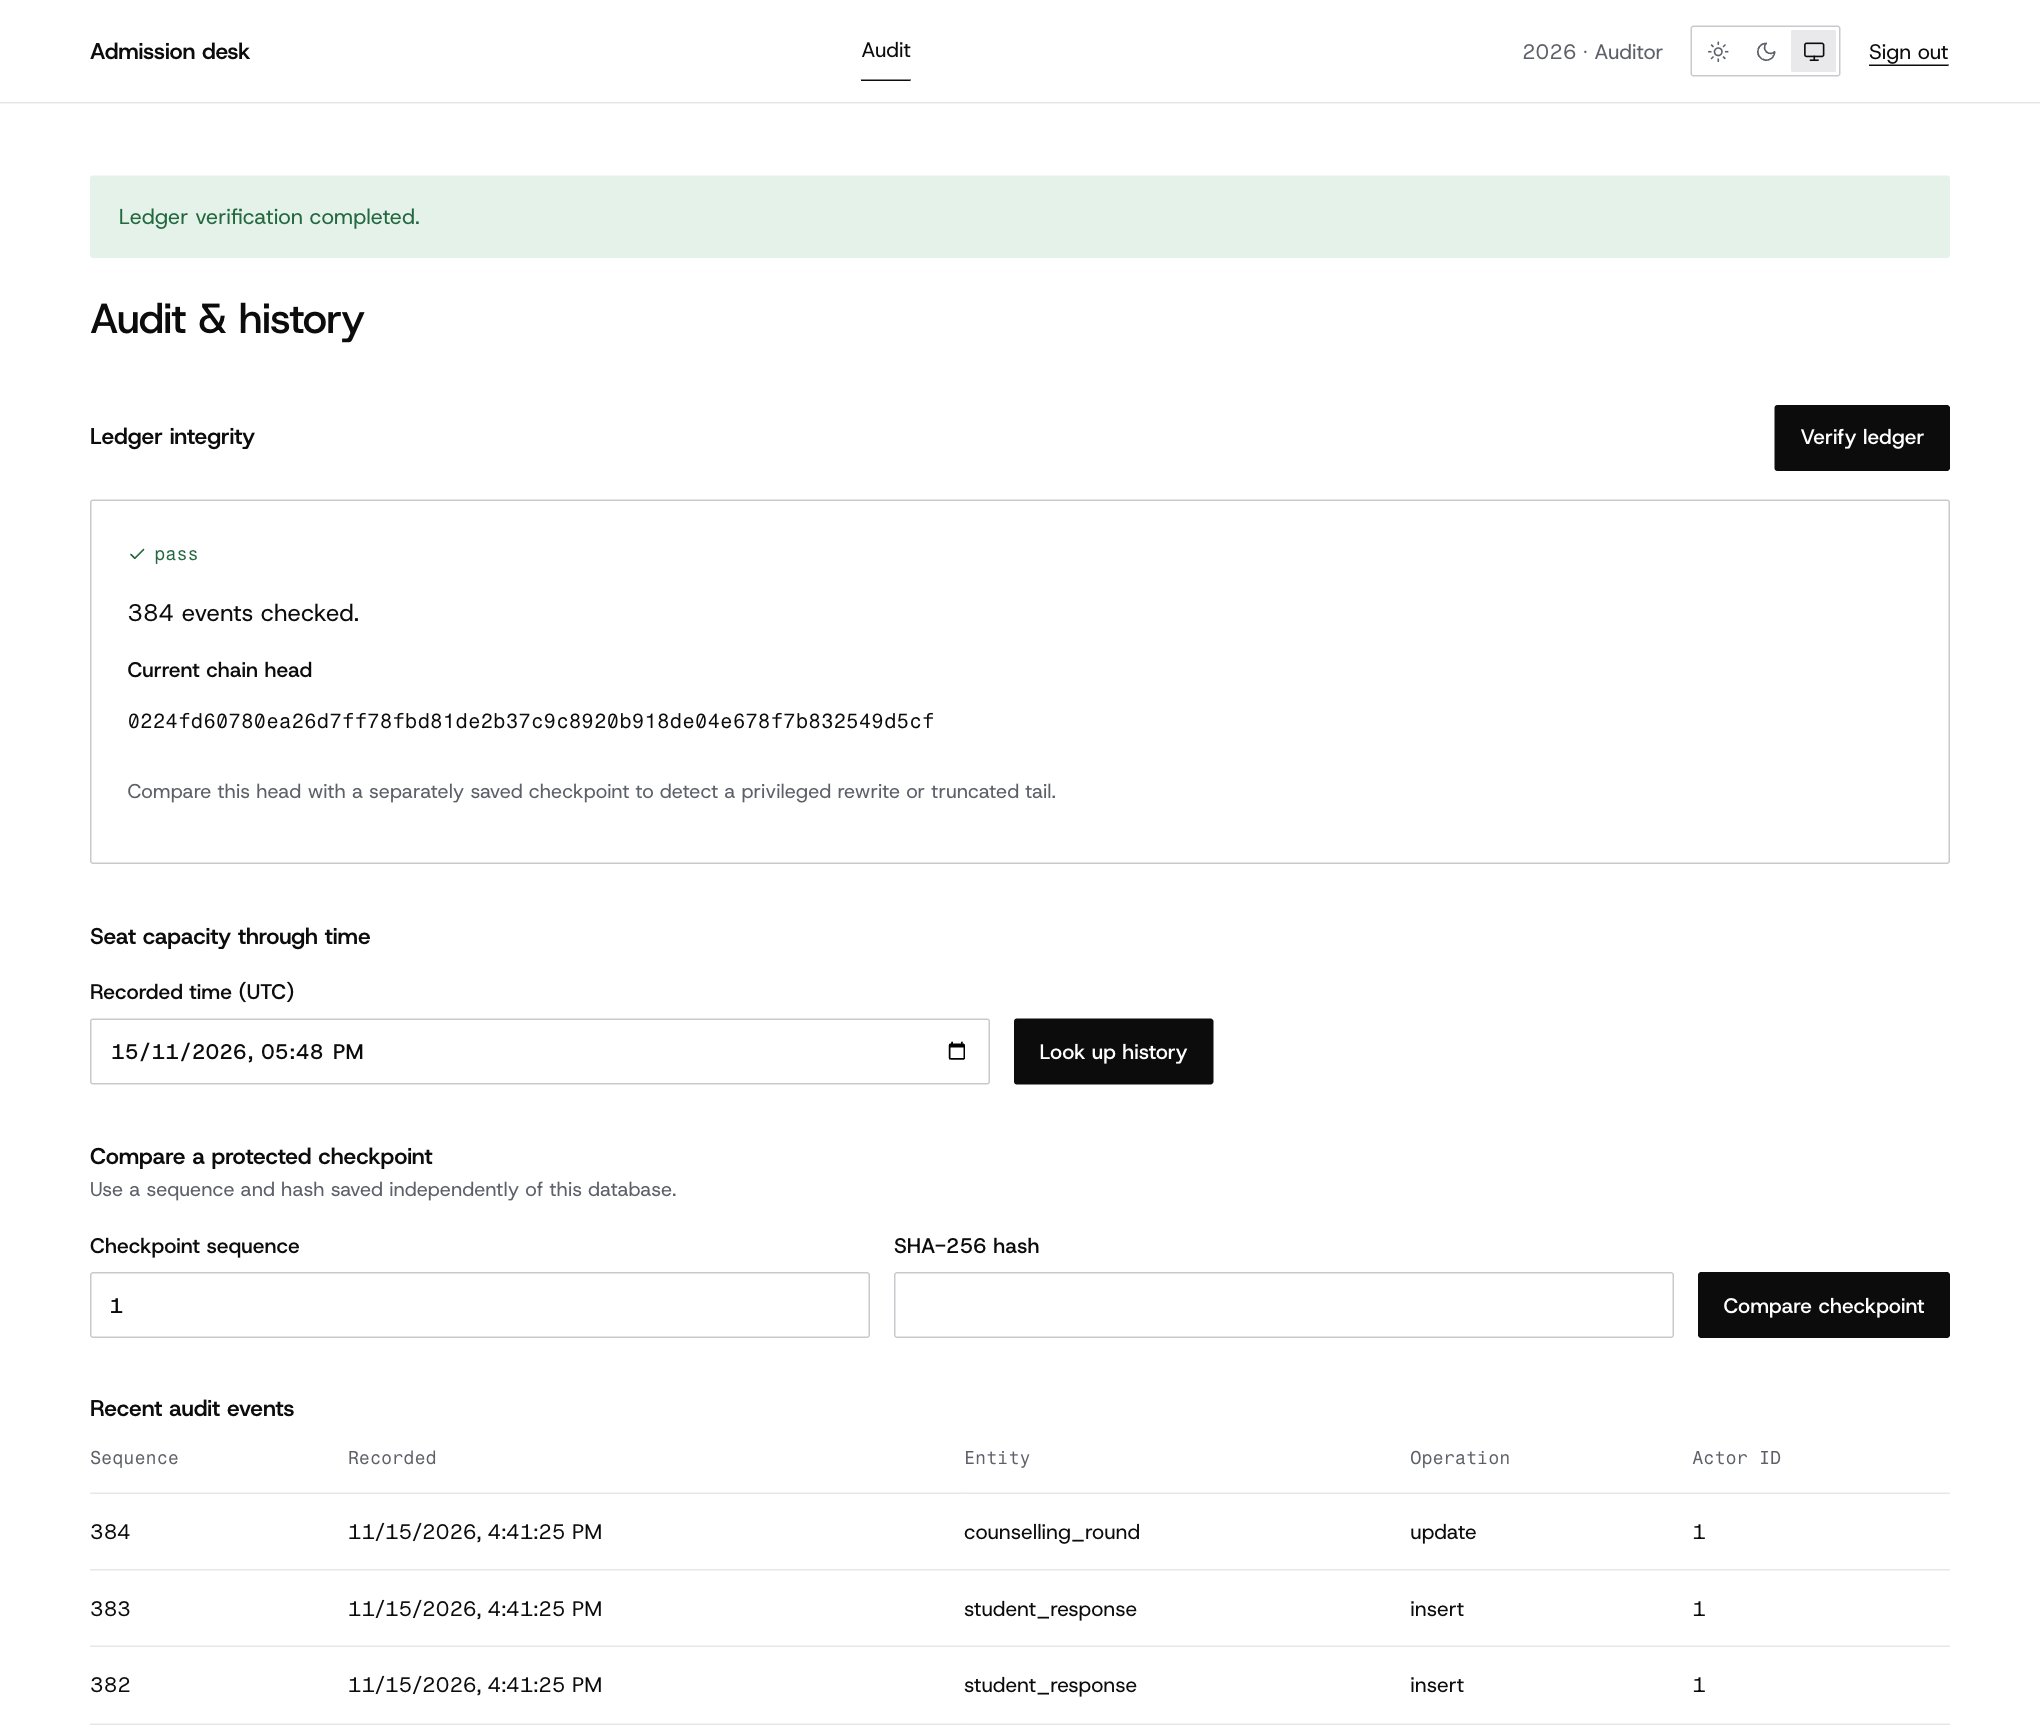 Admission desk
Audit
2026 · Auditor
Sign out
Ledger verification completed.
Audit & history
Ledger integrity
Verify ledger
pass
384 events checked.
Current chain head
0224fd60780ea26d7ff78fbd81de2b37c9c8920b918de04e678f7b832549d5cf
Compare this head with a separately saved checkpoint to detect a privileged rewrite or truncated tail.
Seat capacity through time
Recorded time (UTC)
15/11/2026, 05:48 PM
Look up history
Compare a protected checkpoint
Use a sequence and hash saved independently of this database.
Checkpoint sequence
SHA-256 hash
1
Compare checkpoint
Recent audit events
Sequence Recorded Entity Operation Actor ID
384 11/15/2026, 4:41:25 PM counselling_round update 1
383 11/15/2026, 4:41:25 PM student_response insert 1
382 11/15/2026, 4:41:25 PM student_response insert 1